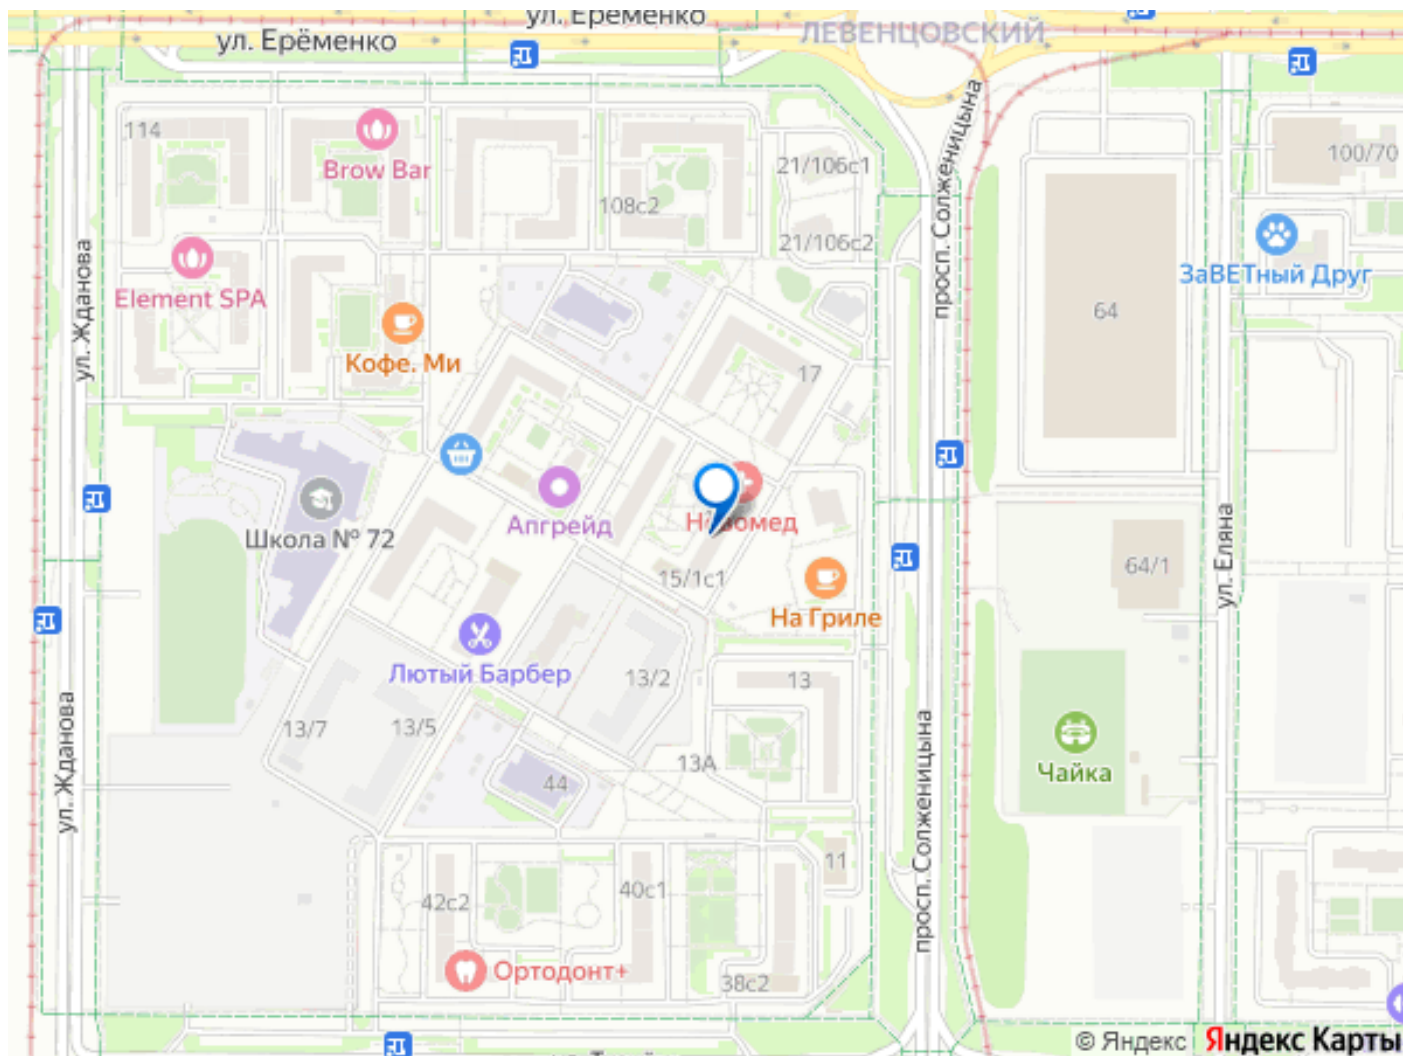 ул. Ерёменко
ул. Ерёменко
ЛЕВЕНЦОВСКИЙ
114
Brow Bar
108с2
21/106с1
21/106с2
просп. Солженицына
100/70
ЗаВЕТный Друг
64
ул. Жданова
Element SPA
Кофе. Ми
17
Школа № 72
Апгрейд
Новомед
15/1с1
На Гриле
64/1
ул. Еляна
Лютый Барбер
13/2
13
13/7
13/5
13А
44
Чайка
ул. Жданова
просп. Солженицына
11
42с2
40с1
Ортодонт+
38с2
© Яндекс
Яндекс Карты